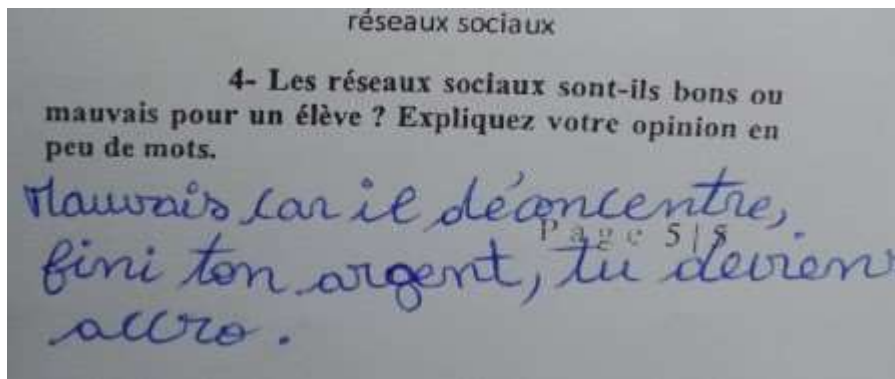 réseaux sociaux
4- Les réseaux sociaux sont-ils bons ou
mauvais pour un élève ? Expliquez votre opinion en
peu de mots.
Mauvais car il déconcentre,
Page 5|5
fini ton argent, tu devien
accro.